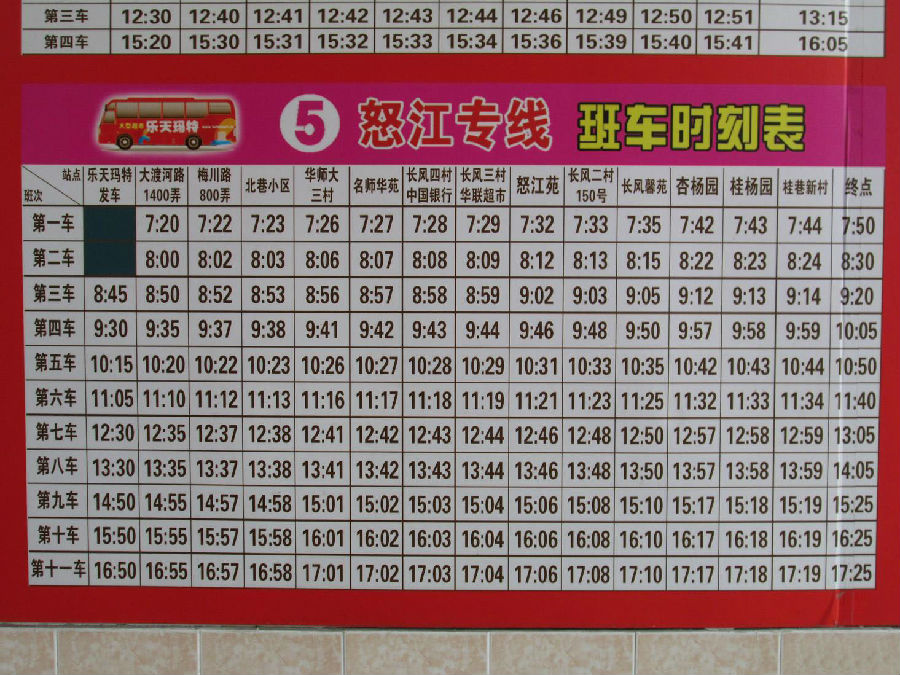 第三车 12:30 12:40 12:41 12:42 12:43 12:44 12:46 12:49 12:50 12:51 13:15
第四车 15:20 15:30 15:31 15:32 15:33 15:34 15:36 15:39 15:40 15:41 16:05
乐天玛特 5 怒江专线 班车时刻表
站点 班次 乐天玛特发车 大渡河路1400弄 梅川路800弄 北巷小区 华师大三村 名师华苑 长风四村中国银行 长风三村华联超市 怒江苑 长风二村150号 长风馨苑 杏杨园 桂杨园 桂巷新村 终点
第一车 7:20 7:22 7:23 7:26 7:27 7:28 7:29 7:32 7:33 7:35 7:42 7:43 7:44 7:50
第二车 8:00 8:02 8:03 8:06 8:07 8:08 8:09 8:12 8:13 8:15 8:22 8:23 8:24 8:30
第三车 8:45 8:50 8:52 8:53 8:56 8:57 8:58 8:59 9:02 9:03 9:05 9:12 9:13 9:14 9:20
第四车 9:30 9:35 9:37 9:38 9:41 9:42 9:43 9:44 9:46 9:48 9:50 9:57 9:58 9:59 10:05
第五车 10:15 10:20 10:22 10:23 10:26 10:27 10:28 10:29 10:31 10:33 10:35 10:42 10:43 10:44 10:50
第六车 11:05 11:10 11:12 11:13 11:16 11:17 11:18 11:19 11:21 11:23 11:25 11:32 11:33 11:34 11:40
第七车 12:30 12:35 12:37 12:38 12:41 12:42 12:43 12:44 12:46 12:48 12:50 12:57 12:58 12:59 13:05
第八车 13:30 13:35 13:37 13:38 13:41 13:42 13:43 13:44 13:46 13:48 13:50 13:57 13:58 13:59 14:05
第九车 14:50 14:55 14:57 14:58 15:01 15:02 15:03 15:04 15:06 15:08 15:10 15:17 15:18 15:19 15:25
第十车 15:50 15:55 15:57 15:58 16:01 16:02 16:03 16:04 16:06 16:08 16:10 16:17 16:18 16:19 16:25
第十一车 16:50 16:55 16:57 16:58 17:01 17:02 17:03 17:04 17:06 17:08 17:10 17:17 17:18 17:19 17:25